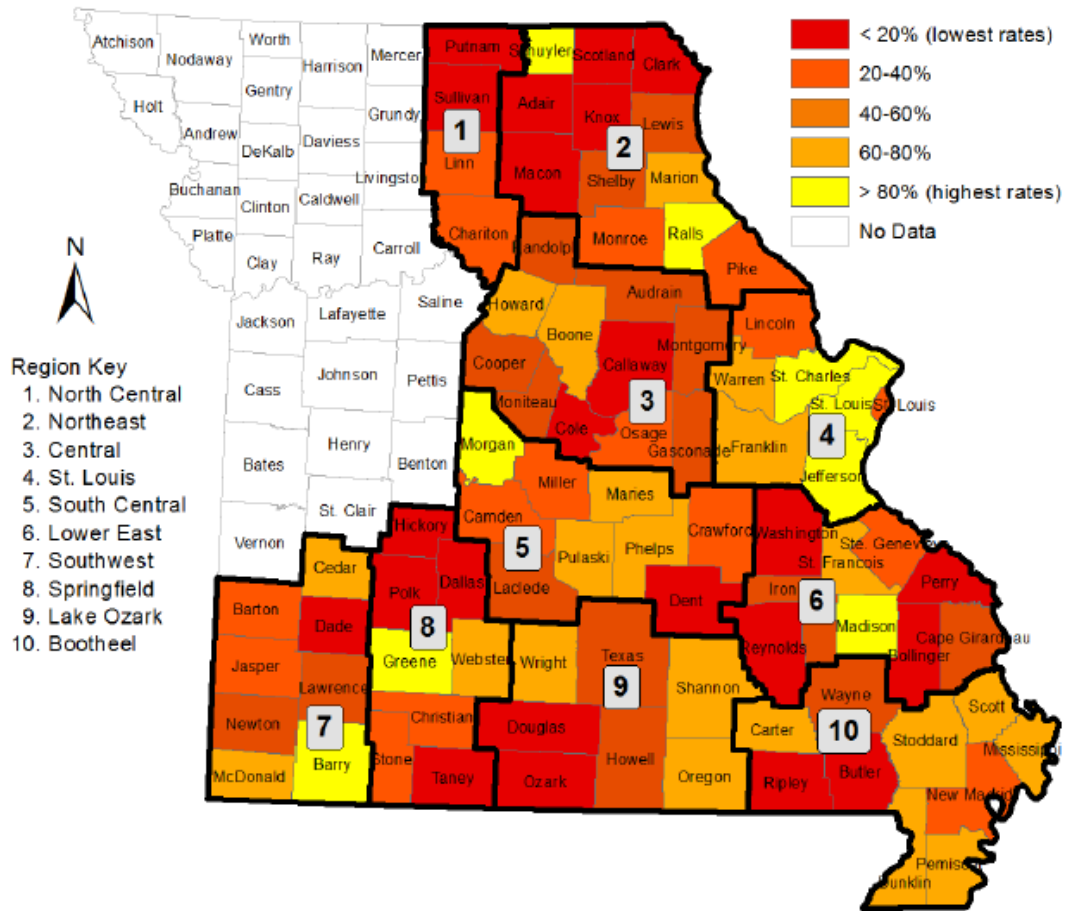 Atchison
Nodaway
Worth
Harrison
Mercer
Putnam
Schuyler
Scotland
Clark
Holt
Gentry
Sullivan
Adair
Knox
Andrew
Daviess
Grundy
Lewis
DeKalb
1
2
Linn
Macon
Shelby
Marion
Buchanan
Clinton
Caldwell
Livingston
Platte
Clay
Ray
Carroll
Chariton
Randolph
Monroe
Ralls
Pike
< 20% (lowest rates)
20-40%
40-60%
60-80%
> 80% (highest rates)
No Data
N
Saline
Howard
Audrain
Jackson
Lafayette
Boone
Lincoln
Montgomery
Johnson
Pettis
Cooper
Callaway
Warren
St. Charles
Cass
Moniteau
3
St. Louis
St. Louis
Cole
Osage
Gasconade
Franklin
4
Henry
Morgan
Jefferson
Bates
Benton
Miller
Maries
St. Clair
Camden
Crawford
Washington
Vernon
Hickory
5
Pulaski
Phelps
Ste. Genevieve
St. Francois
Cedar
Polk
Dallas
Laclede
Dent
Iron
6
Perry
Barton
Dade
8
Madison
Reynolds
Bollinger
Cape Girardeau
Jasper
Greene
Webster
Wright
Texas
Shannon
Lawrence
9
Wayne
Newton
7
Christian
Douglas
Carter
10
Stoddard
Scott
Mississippi
McDonald
Barry
Stone
Taney
Ozark
Howell
Oregon
Ripley
Butler
New Madrid
Pemiscot
Dunklin
Region Key
1. North Central
2. Northeast
3. Central
4. St. Louis
5. South Central
6. Lower East
7. Southwest
8. Springfield
9. Lake Ozark
10. Bootheel